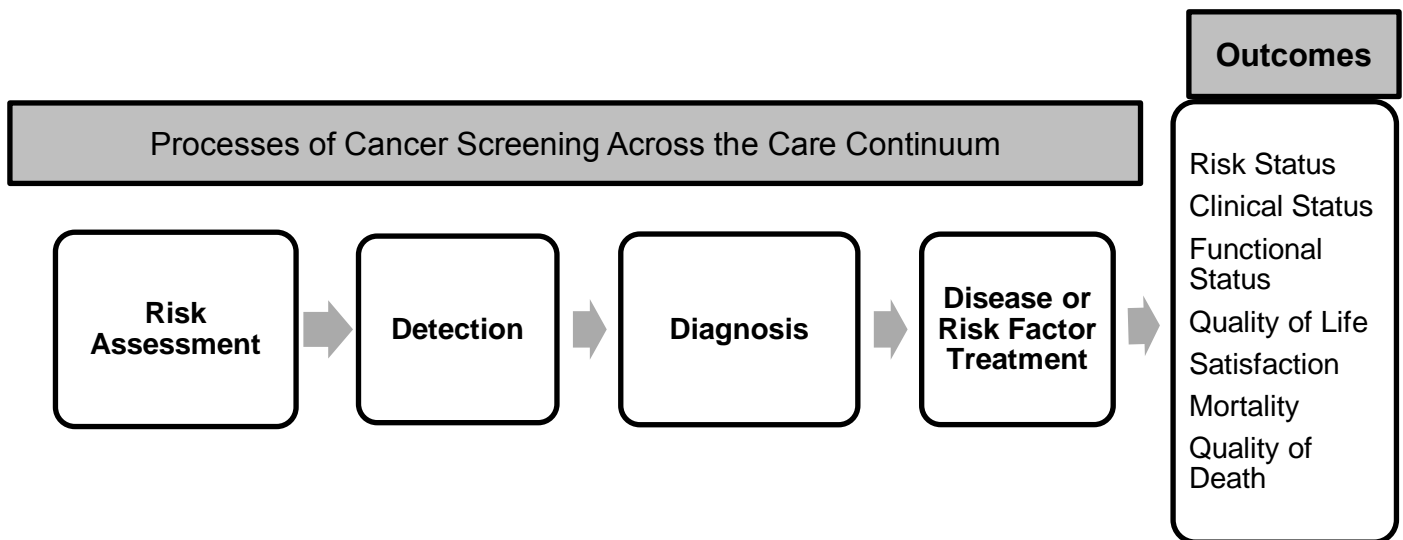 Outcomes
Processes of Cancer Screening Across the Care Continuum
Risk
Assessment
Detection
Diagnosis
Disease or
Risk Factor
Treatment
Risk Status
Clinical Status
Functional
Status
Quality of Life
Satisfaction
Mortality
Quality of
Death